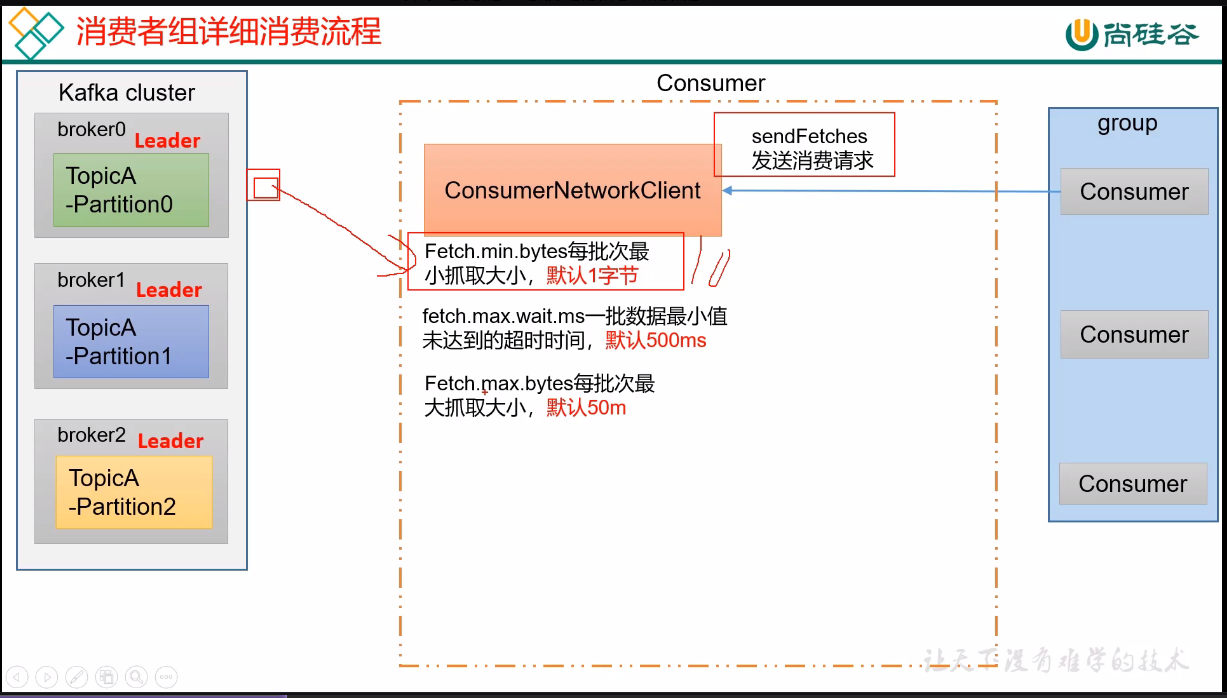 消费者组详细消费流程
尚硅谷
Kafka cluster
broker0
Leader
TopicA
-Partition0
broker1
Leader
TopicA
-Partition1
broker2
Leader
TopicA
-Partition2
Consumer
sendFetches
发送消费请求
ConsumerNetworkClient
Fetch.min.bytes每批次最
小抓取大小，默认1字节
fetch.max.wait.ms一批数据最小值
未达到的超时时间，默认500ms
Fetch.max.bytes每批次最
大抓取大小，默认50m
group
Consumer
Consumer
Consumer
让天下没有难学的技术